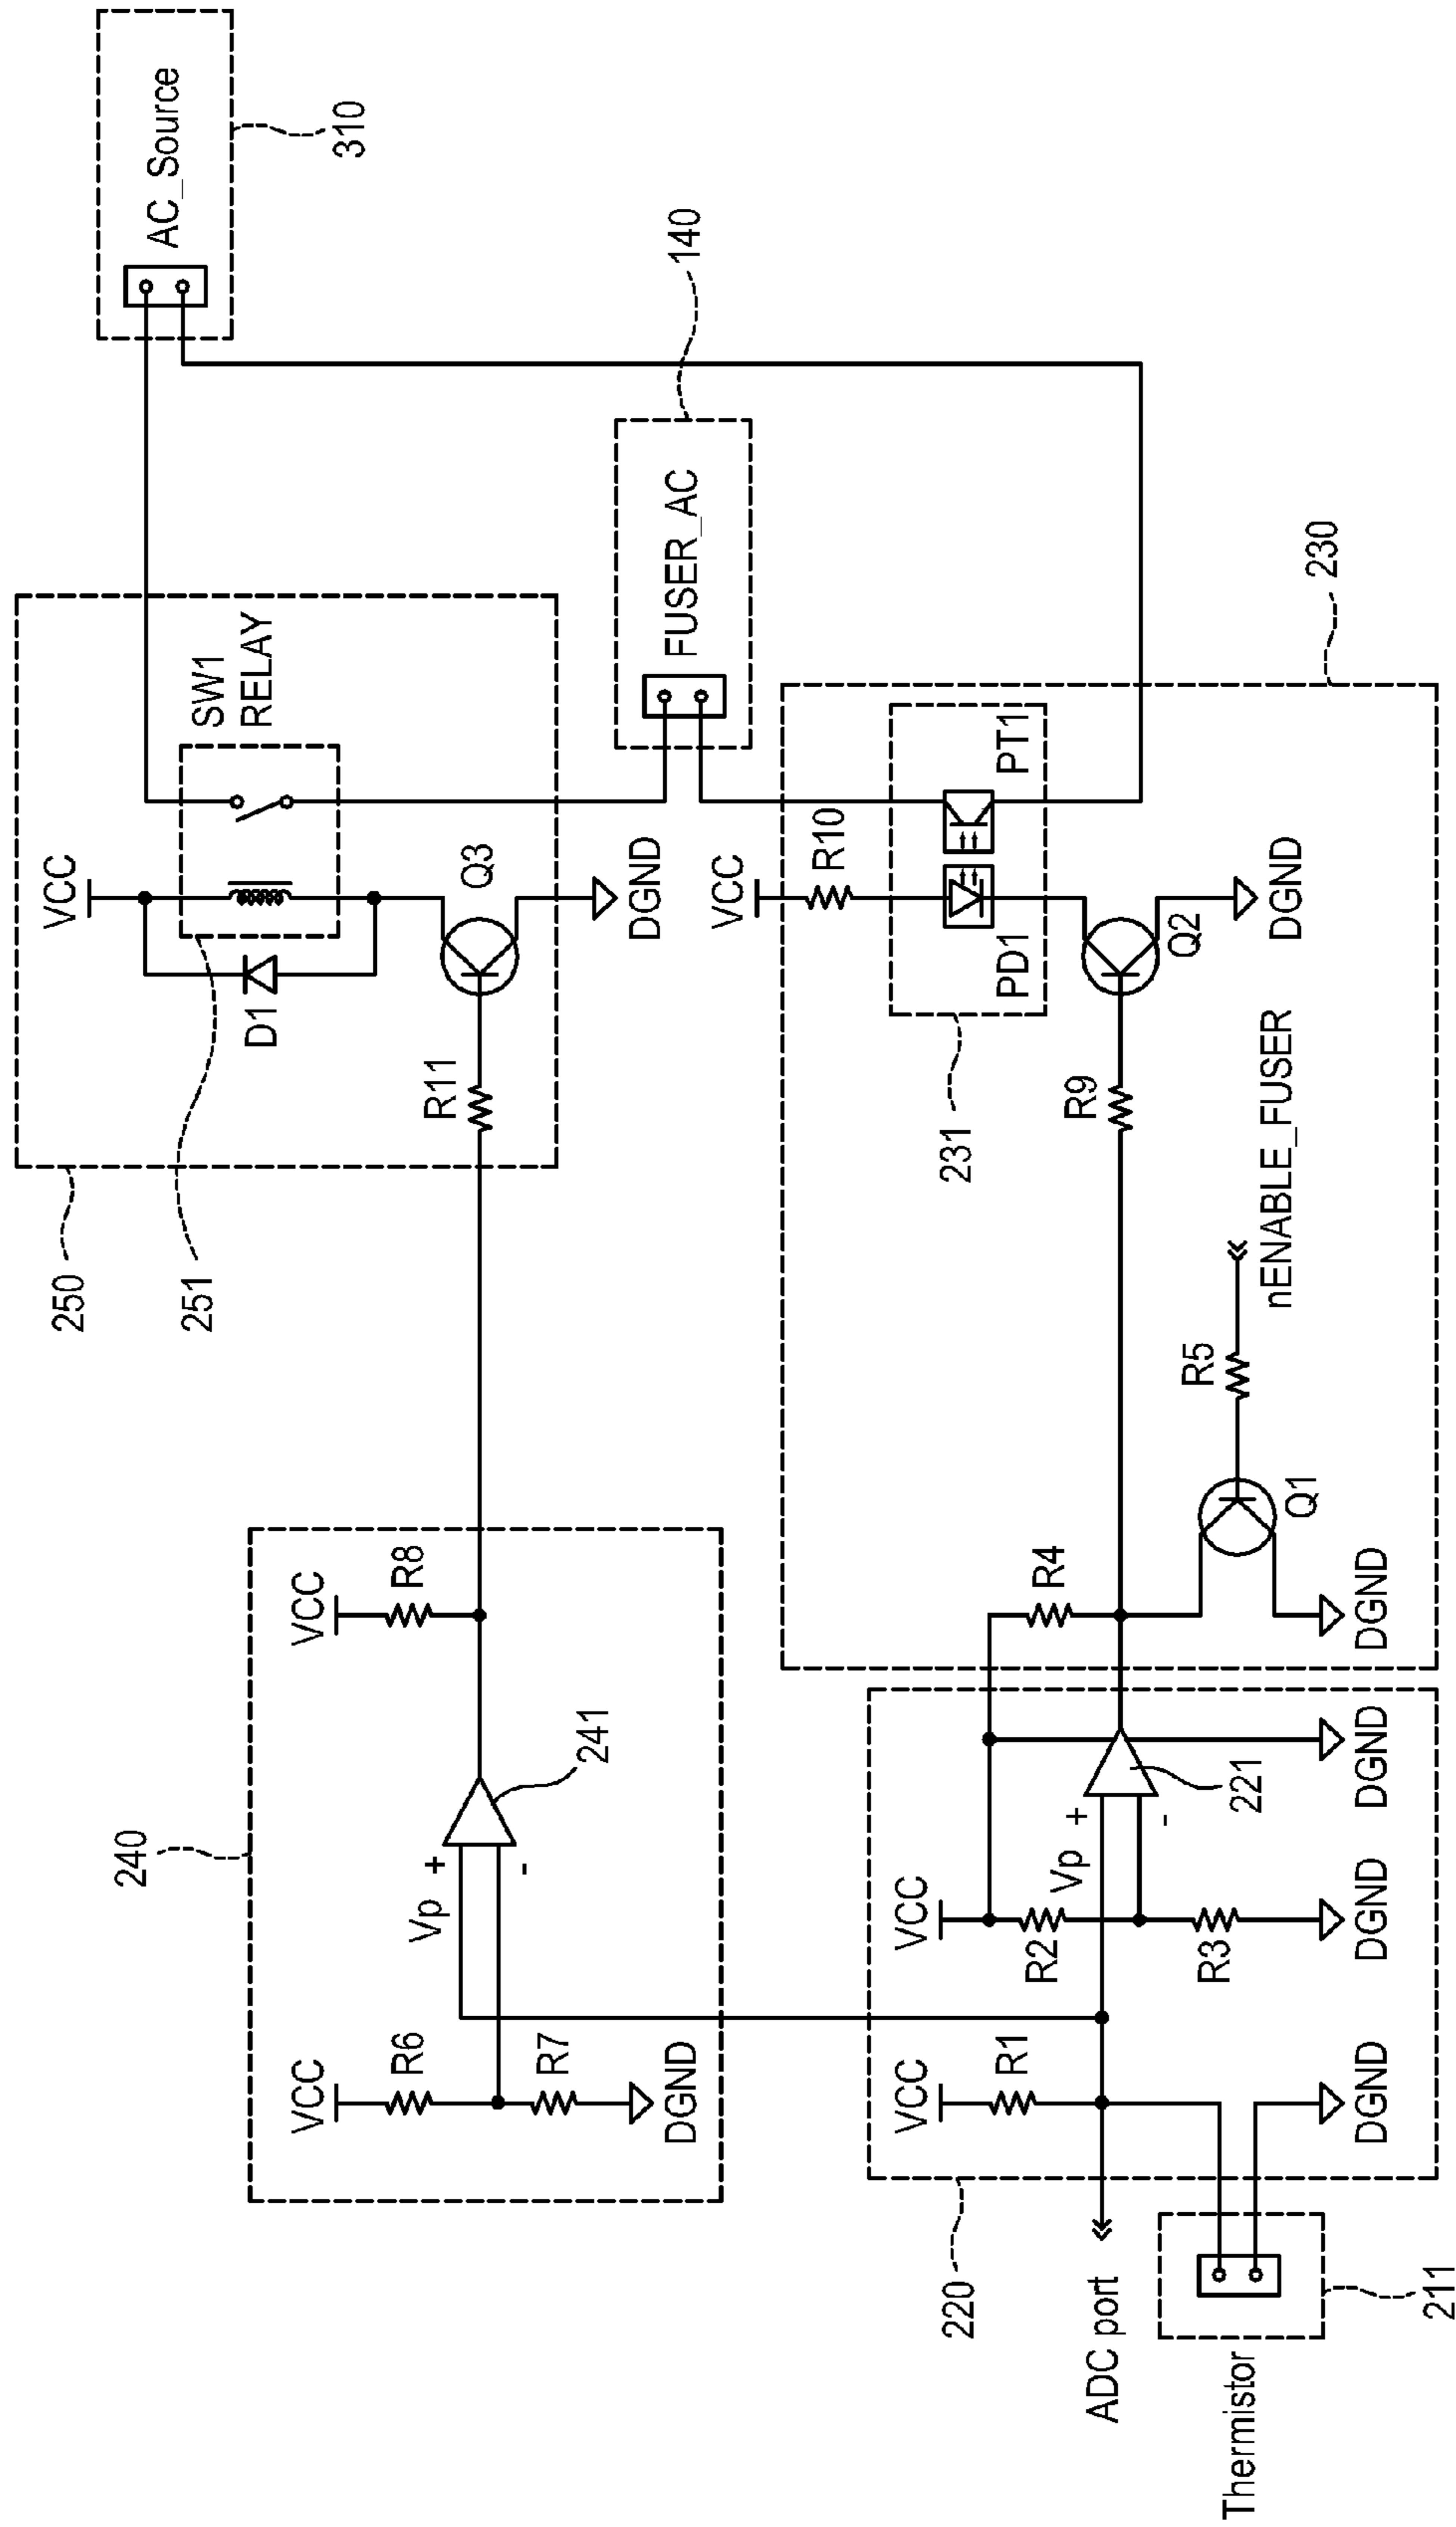 AC_Source
310
250
VCC
SW1
RELAY
251
D1
Q3
R11
DGND
140
FUSER_AC
240
VCC
R8
241
Vp
+
-
VCC
R6
R7
DGND
230
VCC
R10
PD1
PT1
231
R9
Q2
DGND
nENABLE_FUSER
R5
Q1
R4
DGND
220
VCC
R1
VCC
R2
Vp
+
-
R3
221
DGND
DGND
DGND
ADC port
Thermistor
211